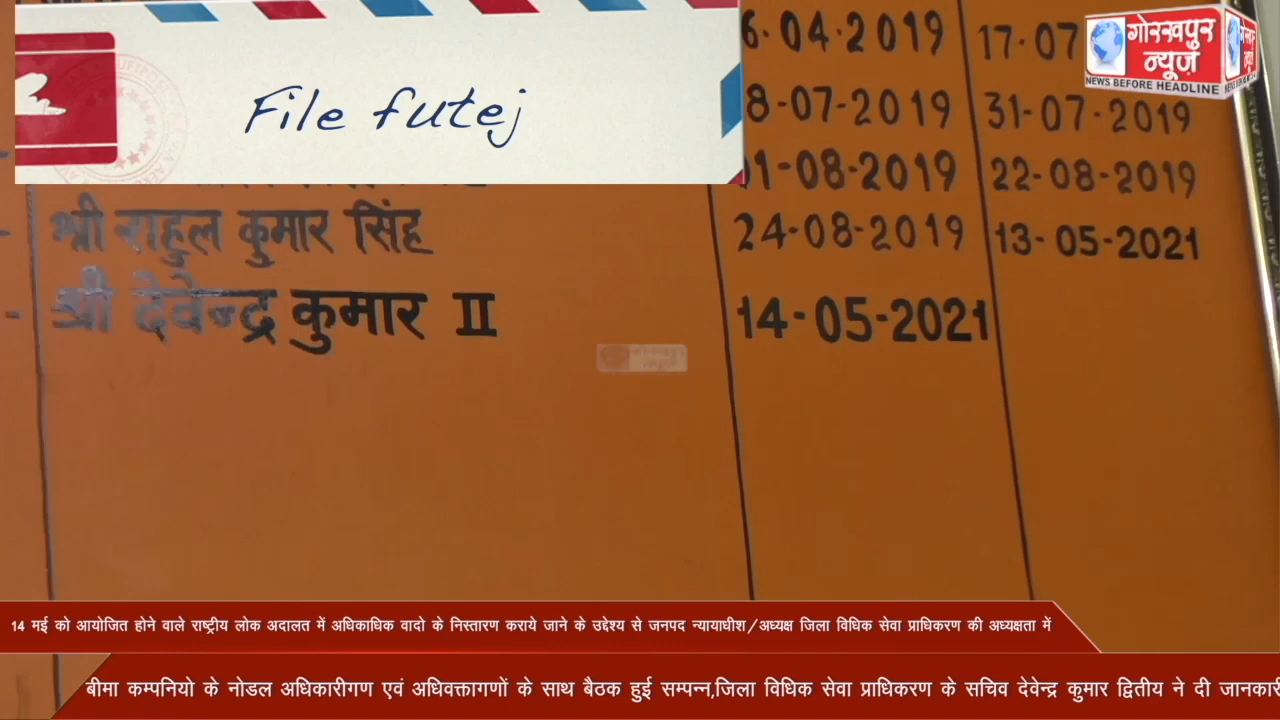 File futej
गोरखपुर
न्यूज़
NEWS BEFORE HEADLINE
6·04·2019 17·07
8-07-2019 31-07-2019
11-08-2019 22-08-2019
- श्री राहुल कुमार सिंह 24-08-2019 13-05-2021
- श्री देवेन्द्र कुमार II 14-05-2021
14 मई को आयोजित होने वाले राष्ट्रीय लोक अदालत में अधिकाधिक वादो के निस्तारण कराये जाने के उद्देश्य से जनपद न्यायाधीश/अध्यक्ष जिला विधिक सेवा प्राधिकरण की अध्यक्षता में
बीमा कम्पनियो के नोडल अधिकारीगण एवं अधिवक्तागणों के साथ बैठक हुई सम्पन्न,जिला विधिक सेवा प्राधिकरण के सचिव देवेन्द्र कुमार द्वितीय ने दी जानकारी